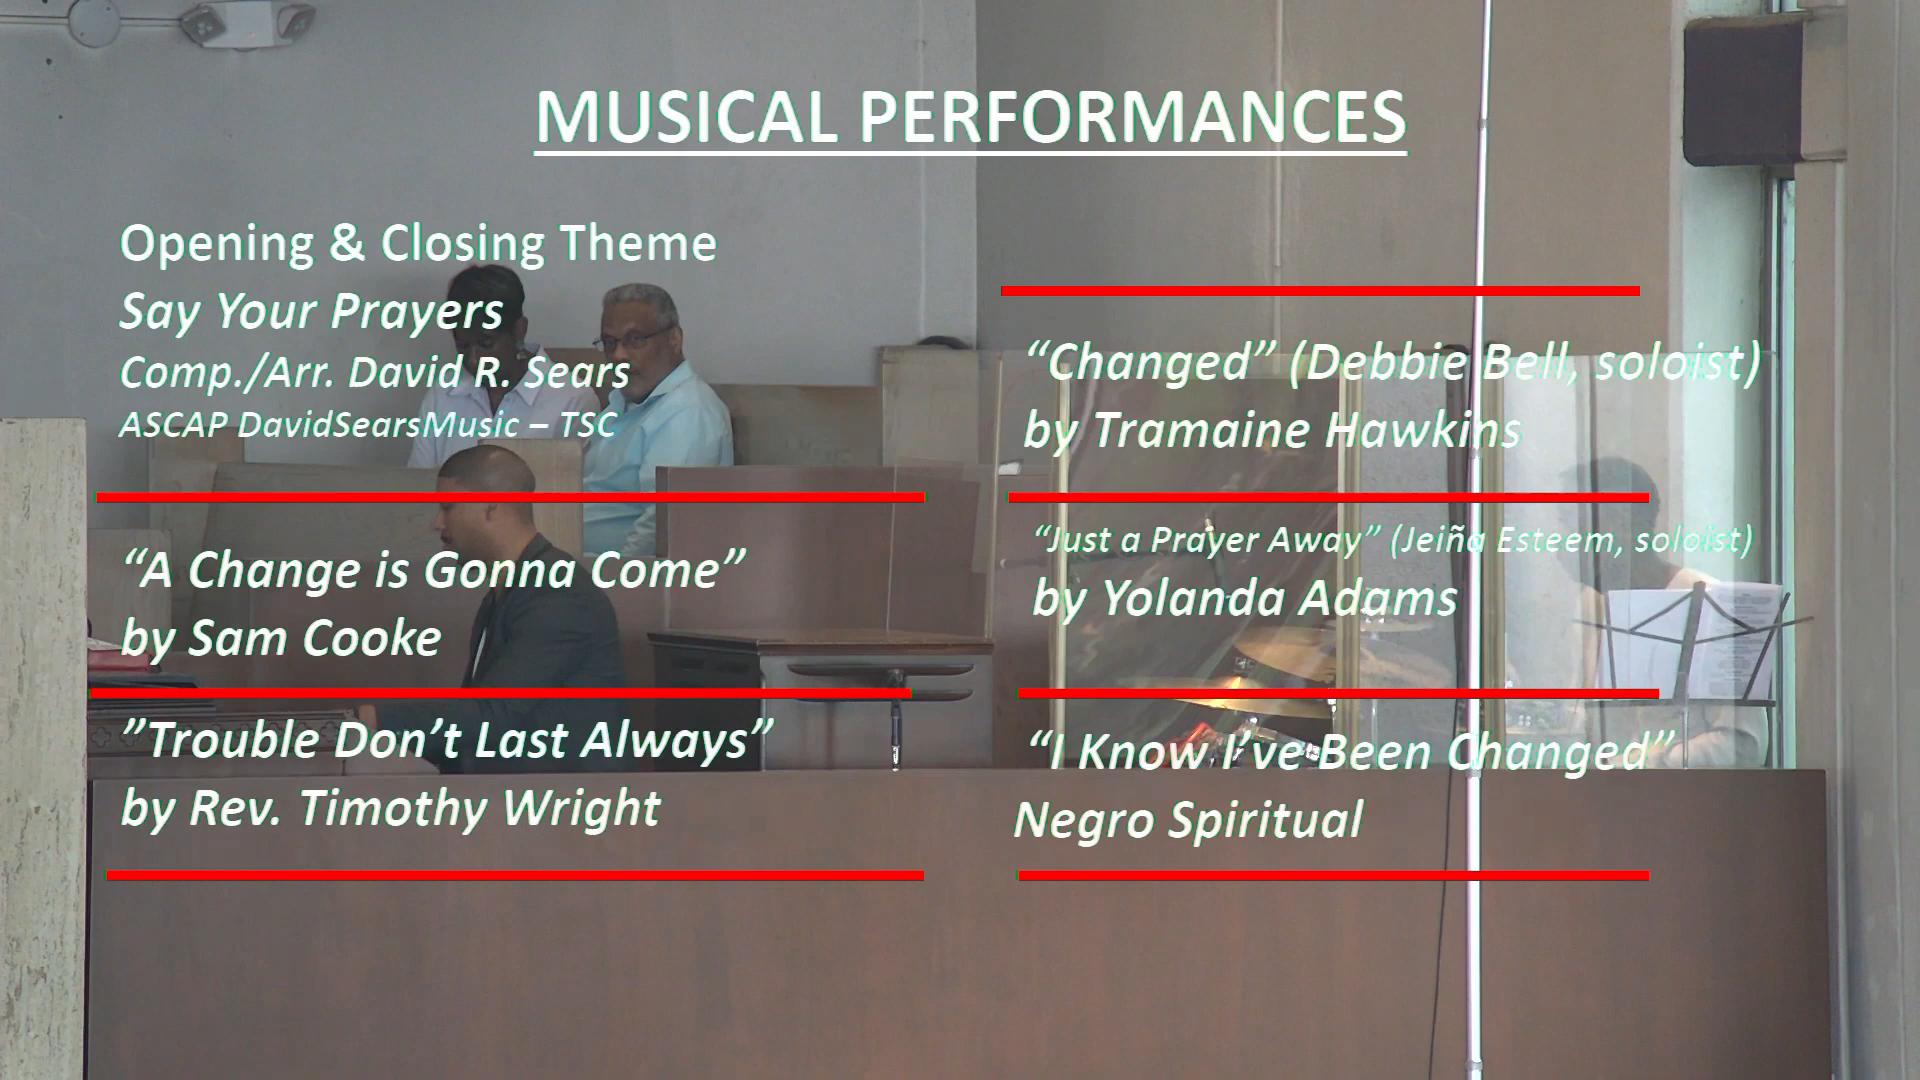 MUSICAL PERFORMANCES
Opening & Closing Theme
Say Your Prayers
Comp./Arr. David R. Sears
ASCAP DavidSearsMusic – TSC
“A Change is Gonna Come”
by Sam Cooke
”Trouble Don’t Last Always”
by Rev. Timothy Wright
“Changed” (Debbie Bell, soloist)
by Tramaine Hawkins
“Just a Prayer Away” (Jeiña Esteem, soloist)
by Yolanda Adams
“I Know I’ve Been Changed”
Negro Spiritual